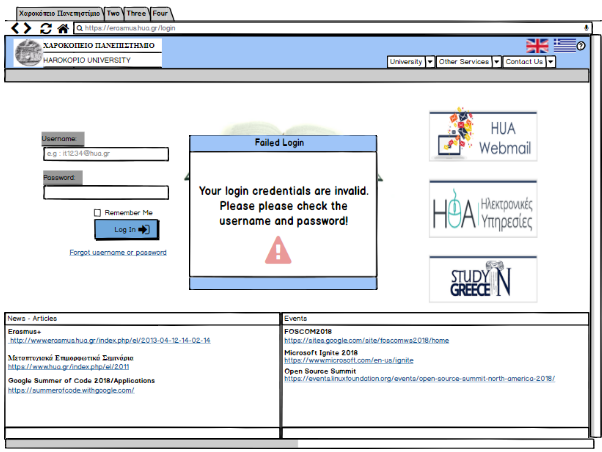 Χαροκόπειο Πανεπηστίμιο Two Three Four
https://erasmus.hua.gr/login
ΧΑΡΟΚΟΠΕΙΟ ΠΑΝΕΠΙΣΤΗΜΙΟ
HAROKOPIO UNIVERSITY
University Other Services Contact Us
Username:
e.g : it1234@hua.gr
Password:
Remember Me
Log In
Forgot username or password
Failed Login
Your login credentials are invalid.
Please please check the
username and password!
HUA
Webmail
HUA Ηλεκτρονικές
Υπηρεσίες
STUDY IN
GREECE
News - Articles
Erasmus+
http://www.erasmus.hua.gr/index.php/el/2013-04-12-14-02-14
Μεταπτυχιακά Επιμορφωτικά Σεμινάρια
https://www.hua.gr/index.php/el/2011
Google Summer of Code 2018/Applications
https://summerofcode.withgoogle.com/
Events
FOSCOM2018
https://sites.google.com/site/foscomws2018/home
Microsoft Ignite 2018
https://www.microsoft.com/en-us/ignite
Open Source Summit
https://events.linuxfoundation.org/events/open-source-summit-north-america-2018/